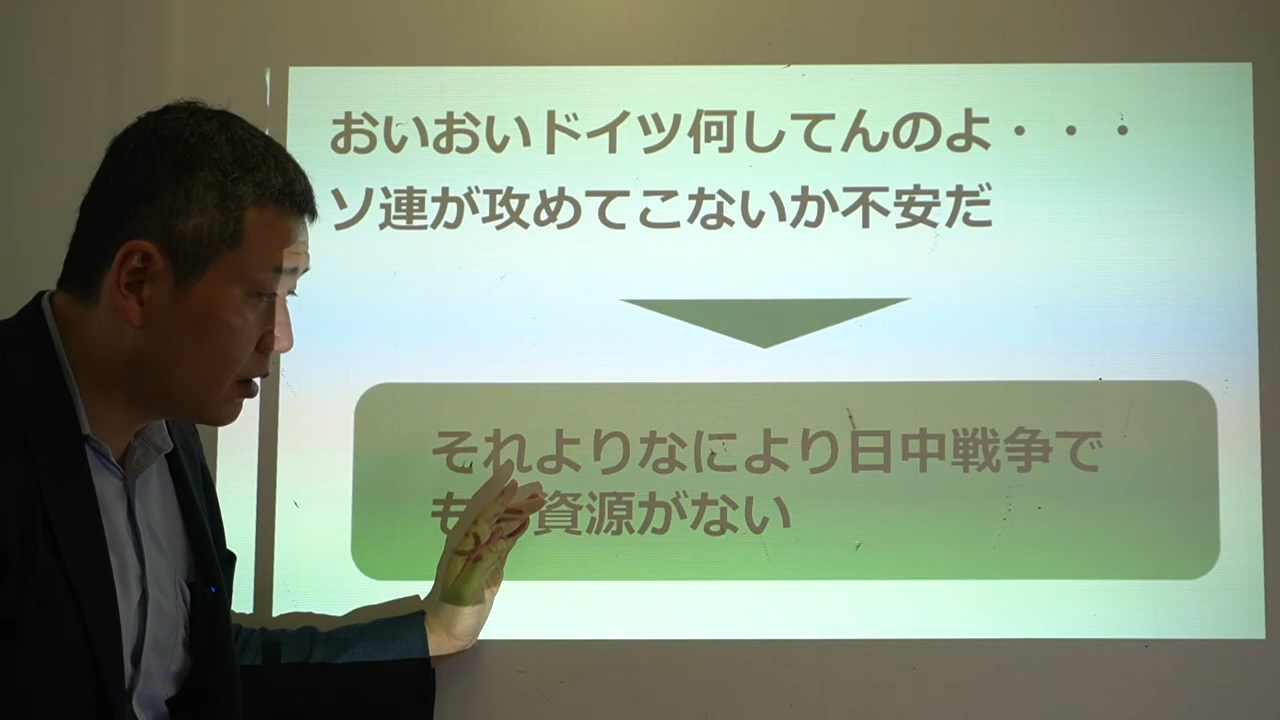 おいおいドイツ何してんのよ・・・
ソ連が攻めてこないか不安だ
それよりなにより日中戦争で
も 資源がない